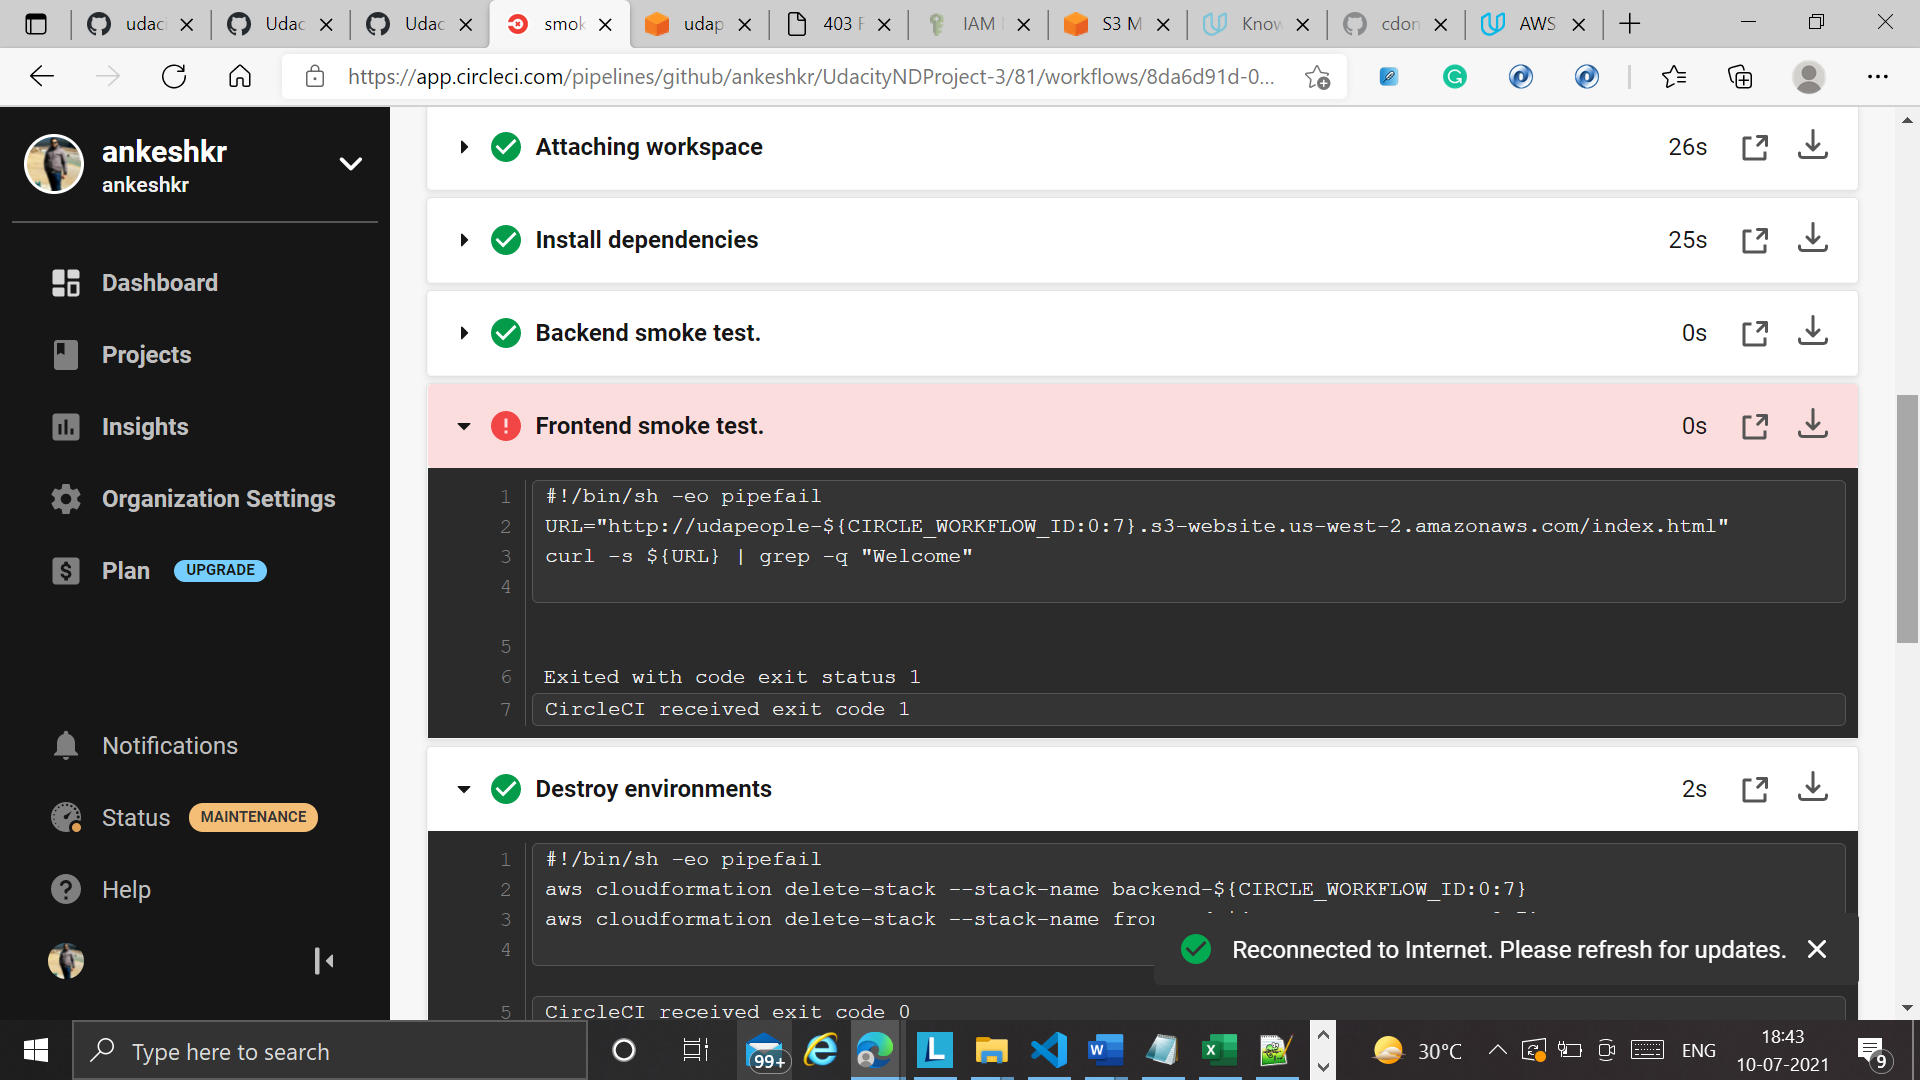 udaci
Udac
Udac
smok
udap
403 F
IAM
S3 M
Know
cdon
AWS
https://app.circleci.com/pipelines/github/ankeshkr/UdacityNDProject-3/81/workflows/8da6d91d-0...
ankeshkr
ankeshkr
Dashboard
Projects
Insights
Organization Settings
Plan UPGRADE
Notifications
Status MAINTENANCE
Help
Attaching workspace 26s
Install dependencies 25s
Backend smoke test. 0s
Frontend smoke test. 0s
1 #!/bin/sh -eo pipefail
2 URL="http://udapeople-${CIRCLE_WORKFLOW_ID:0:7}.s3-website.us-west-2.amazonaws.com/index.html"
3 curl -s ${URL} | grep -q "Welcome"
4
5
6 Exited with code exit status 1
7 CircleCI received exit code 1
Destroy environments 2s
1 #!/bin/sh -eo pipefail
2 aws cloudformation delete-stack --stack-name backend-${CIRCLE_WORKFLOW_ID:0:7}
3 aws cloudformation delete-stack --stack-name fron
4
5 CircleCI received exit code 0
Reconnected to Internet. Please refresh for updates.
Type here to search
99+
30°C
ENG
18:43
10-07-2021
9